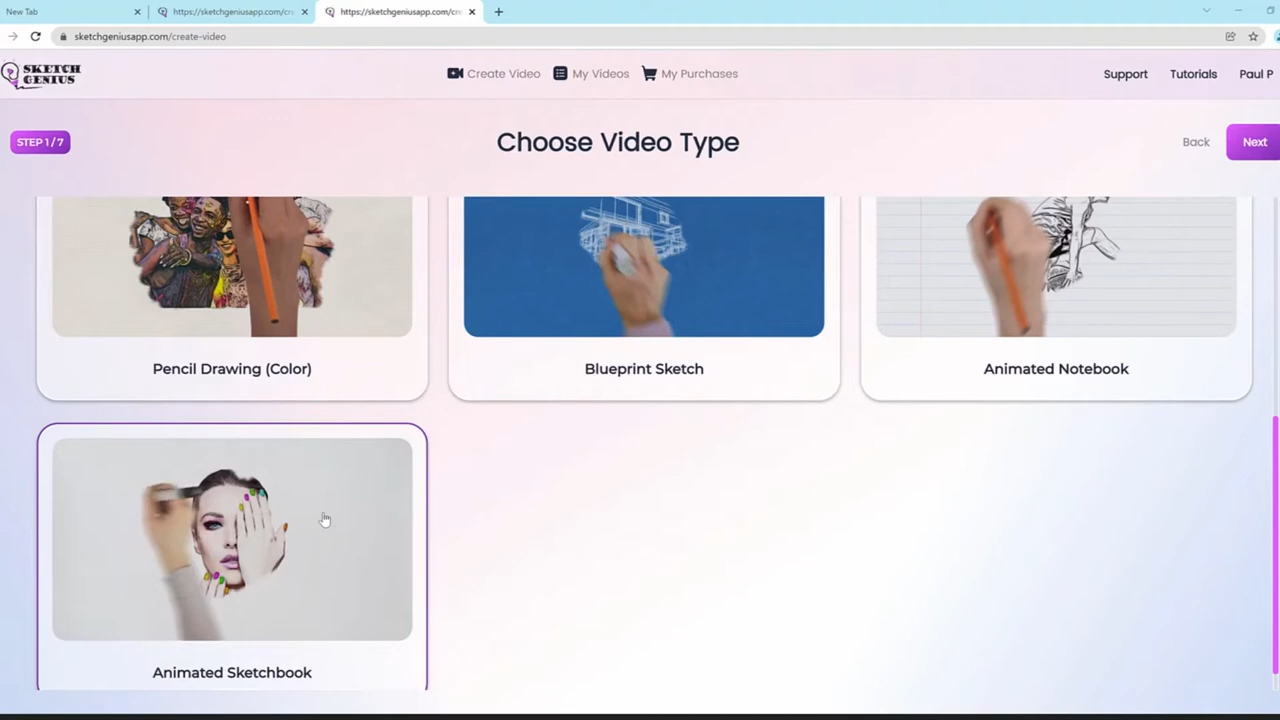 New Tab
https://sketchgeniusapp.com/cre
https://sketchgeniusapp.com/cre
sketchgeniusapp.com/create-video
SKETCH
GENIUS
Create Video
My Videos
My Purchases
Support
Tutorials
Paul P
STEP 1 / 7
Choose Video Type
Back
Next
Pencil Drawing (Color)
Blueprint Sketch
Animated Notebook
Animated Sketchbook